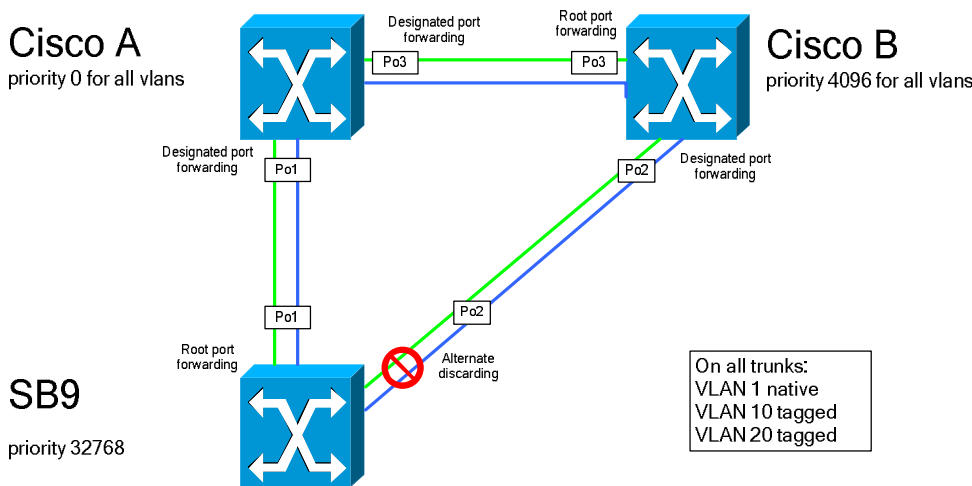 Cisco A
priority 0 for all vlans
Designated port
forwarding
Po3
Root port
forwarding
Po3
Cisco B
priority 4096 for all vlans
Designated port
forwarding
Po1
Designated port
forwarding
Po2
Po1
Root port
forwarding
Po2
Alternate
discarding
SB9
priority 32768
On all trunks:
VLAN 1 native
VLAN 10 tagged
VLAN 20 tagged